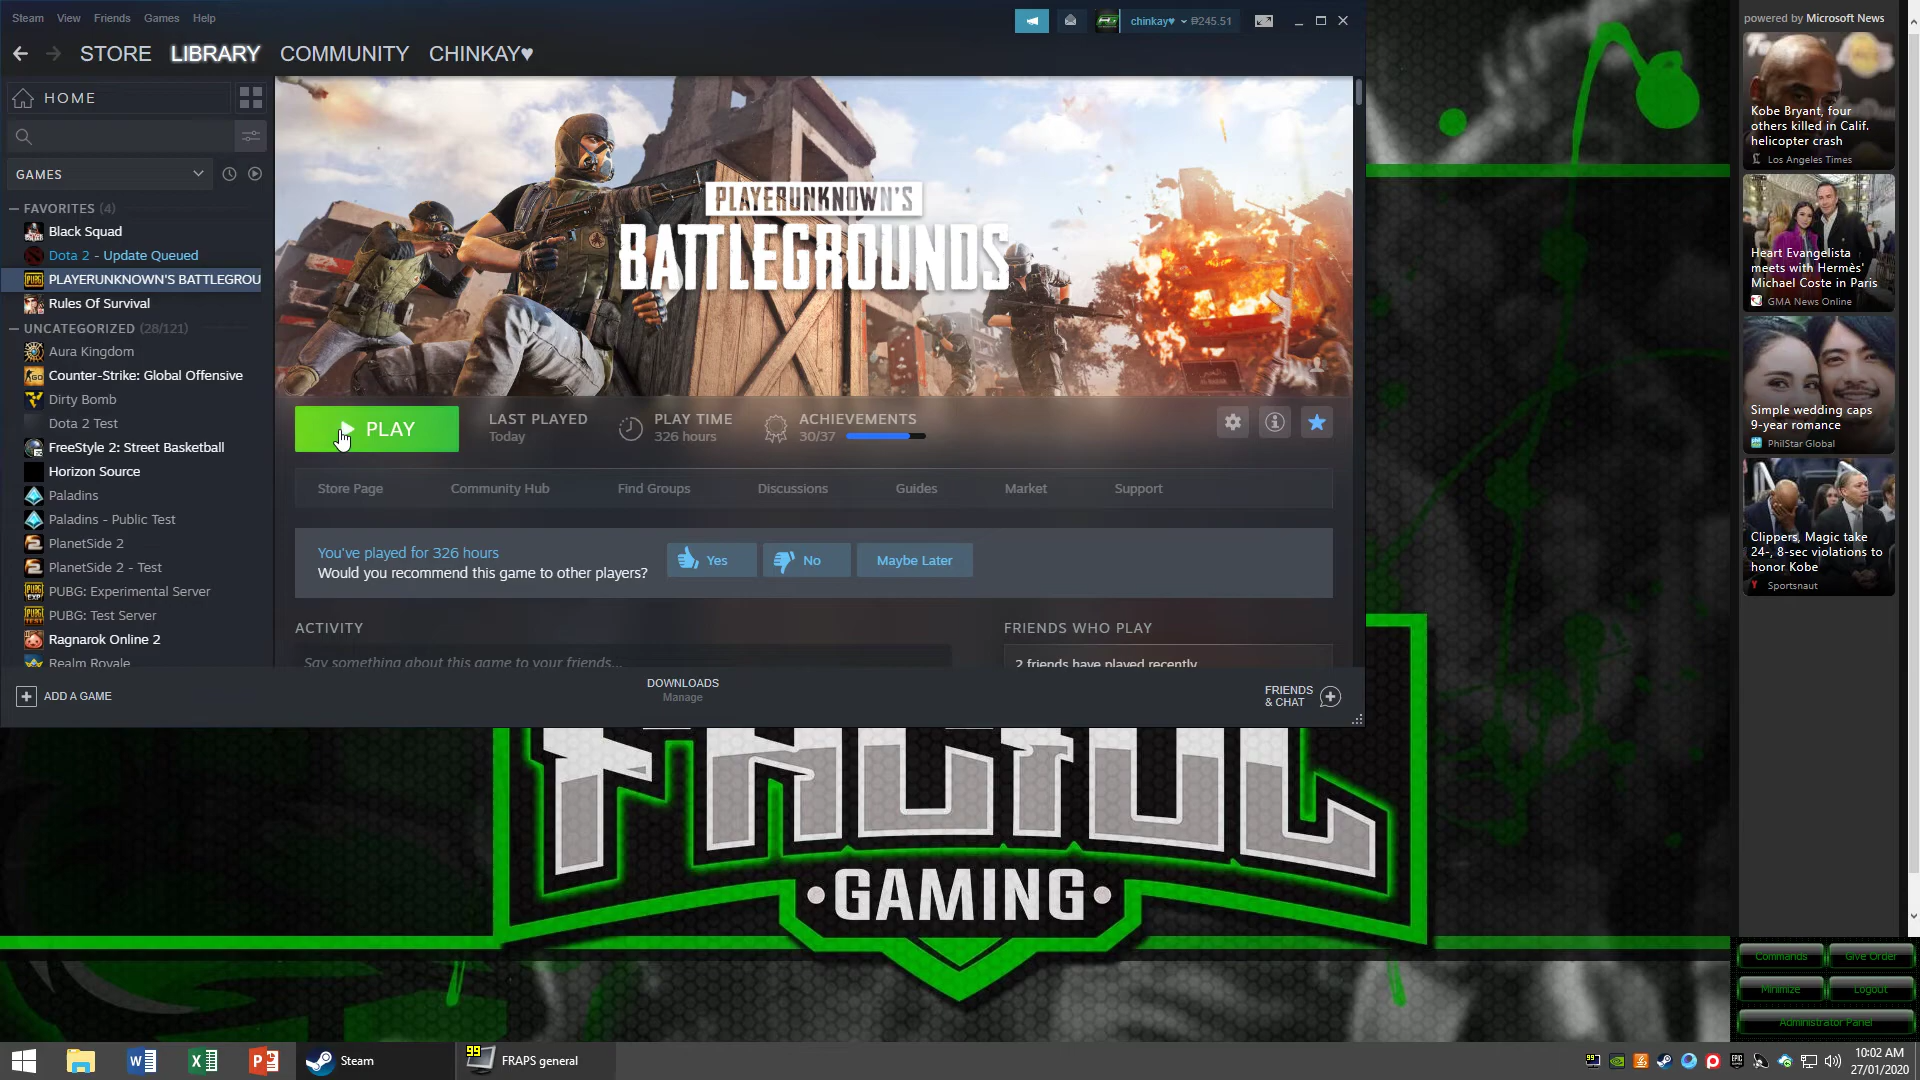 Steam View Friends Games Help
chinkay♥ ₱245.51
STORE LIBRARY COMMUNITY CHINKAY♥
HOME
GAMES
FAVORITES (4)
Black Squad
Dota 2 - Update Queued
PLAYERUNKNOWN'S BATTLEGROU
Rules Of Survival
UNCATEGORIZED (28/121)
Aura Kingdom
Counter-Strike: Global Offensive
Dirty Bomb
Dota 2 Test
FreeStyle 2: Street Basketball
Horizon Source
Paladins
Paladins - Public Test
PlanetSide 2
PlanetSide 2 - Test
PUBG: Experimental Server
PUBG: Test Server
Ragnarok Online 2
Realm Royale
ADD A GAME
PLAYERUNKNOWN'S
BATTLEGROUNDS
PLAY
LAST PLAYED
Today
PLAY TIME
326 hours
ACHIEVEMENTS
30/37
Store Page Community Hub Find Groups Discussions Guides Market Support
You've played for 326 hours
Would you recommend this game to other players?
Yes No Maybe Later
ACTIVITY
Say something about this game to your friends...
FRIENDS WHO PLAY
2 friends have played recently
DOWNLOADS
Manage
FRIENDS
& CHAT
GAMING
powered by Microsoft News
Kobe Bryant, four
others killed in Calif.
helicopter crash
Los Angeles Times
Heart Evangelista
meets with Hermès'
Michael Coste in Paris
GMA News Online
Simple wedding caps
9-year romance
PhilStar Global
Clippers, Magic take
24-, 8-sec violations to
honor Kobe
Sportsnaut
Commands Give Order
Minimize Logout
Administrator Panel
Steam
99 FRAPS general
10:02 AM
27/01/2020